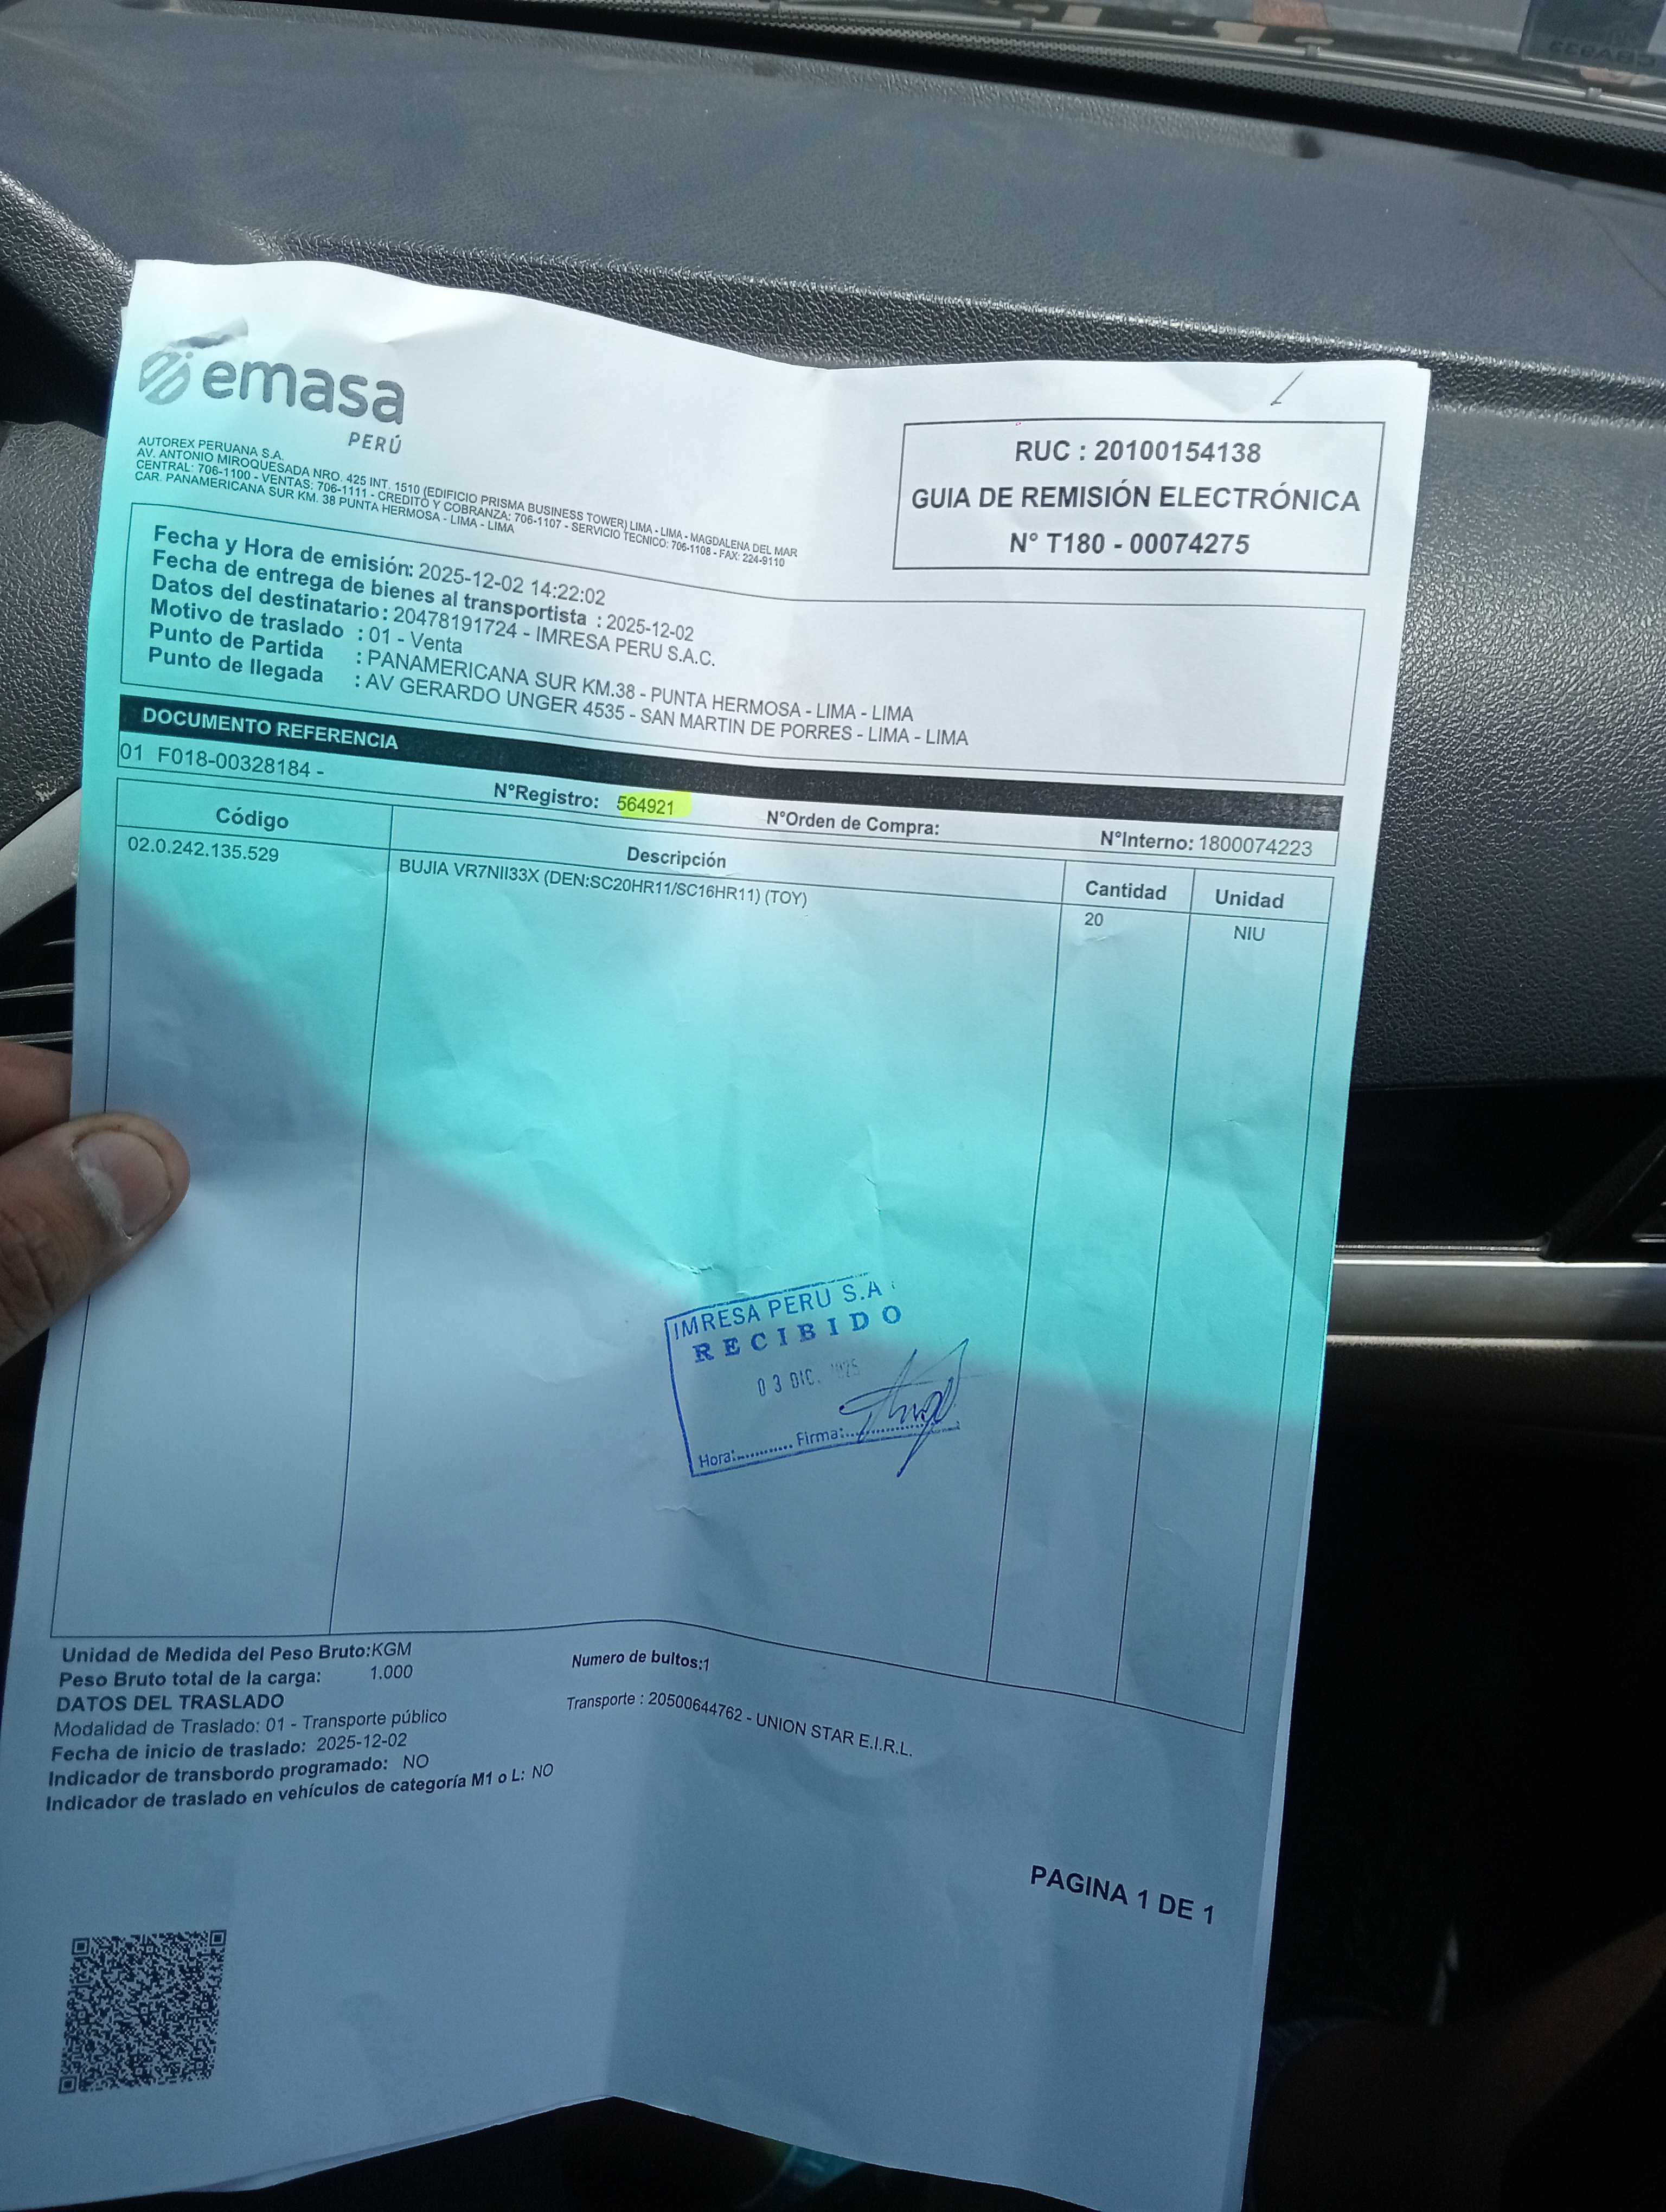 emasa
PERÚ
AUTOREX PERUANA S.A.
AV. ANTONIO MIROQUESADA NRO. 425 INT. 1510 (EDIFICIO PRISMA BUSINESS TOWER) LIMA - LIMA - MAGDALENA DEL MAR
CENTRAL: 706-1100 - VENTAS: 706-1111 - CREDITO Y COBRANZA: 706-1107 - SERVICIO TECNICO: 706-1108 - FAX: 224-9110
CAR. PANAMERICANA SUR KM. 38 PUNTA HERMOSA - LIMA - LIMA
RUC : 20100154138
GUIA DE REMISIÓN ELECTRÓNICA
N° T180 - 00074275
Fecha y Hora de emisión: 2025-12-02 14:22:02
Fecha de entrega de bienes al transportista : 2025-12-02
Datos del destinatario : 20478191724 - IMRESA PERU S.A.C.
Motivo de traslado : 01 - Venta
Punto de Partida : PANAMERICANA SUR KM.38 - PUNTA HERMOSA - LIMA - LIMA
Punto de llegada : AV GERARDO UNGER 4535 - SAN MARTIN DE PORRES - LIMA - LIMA
DOCUMENTO REFERENCIA
01 F018-00328184 - N°Registro: 564921 N°Orden de Compra: N°Interno: 1800074223
Código Descripción Cantidad Unidad
02.0.242.135.529 BUJIA VR7NII33X (DEN:SC20HR11/SC16HR11) (TOY) 20 NIU
IMRESA PERU S.A
RECIBIDO
03 DIC.
Hora:........... Firma:....................
Unidad de Medida del Peso Bruto:KGM Numero de bultos:1
Peso Bruto total de la carga: 1.000
DATOS DEL TRASLADO Transporte : 20500644762 - UNION STAR E.I.R.L.
Modalidad de Traslado: 01 - Transporte público
Fecha de inicio de traslado: 2025-12-02
Indicador de transbordo programado: NO
Indicador de traslado en vehículos de categoría M1 o L: NO
PAGINA 1 DE 1